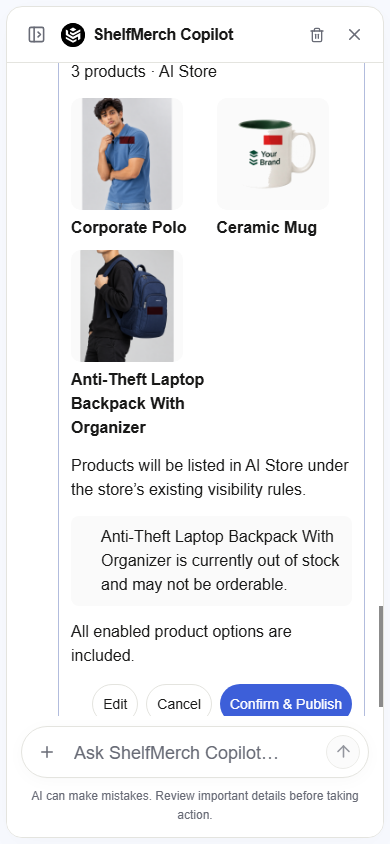 ShelfMerch Copilot
3 products · AI Store
Your
Brand
Corporate Polo
Ceramic Mug
Anti-Theft Laptop
Backpack With
Organizer
Products will be listed in AI Store under
the store’s existing visibility rules.
Anti-Theft Laptop Backpack With
Organizer is currently out of stock
and may not be orderable.
All enabled product options are
included.
Edit
Cancel
Confirm & Publish
Ask ShelfMerch Copilot…
AI can make mistakes. Review important details before taking
action.